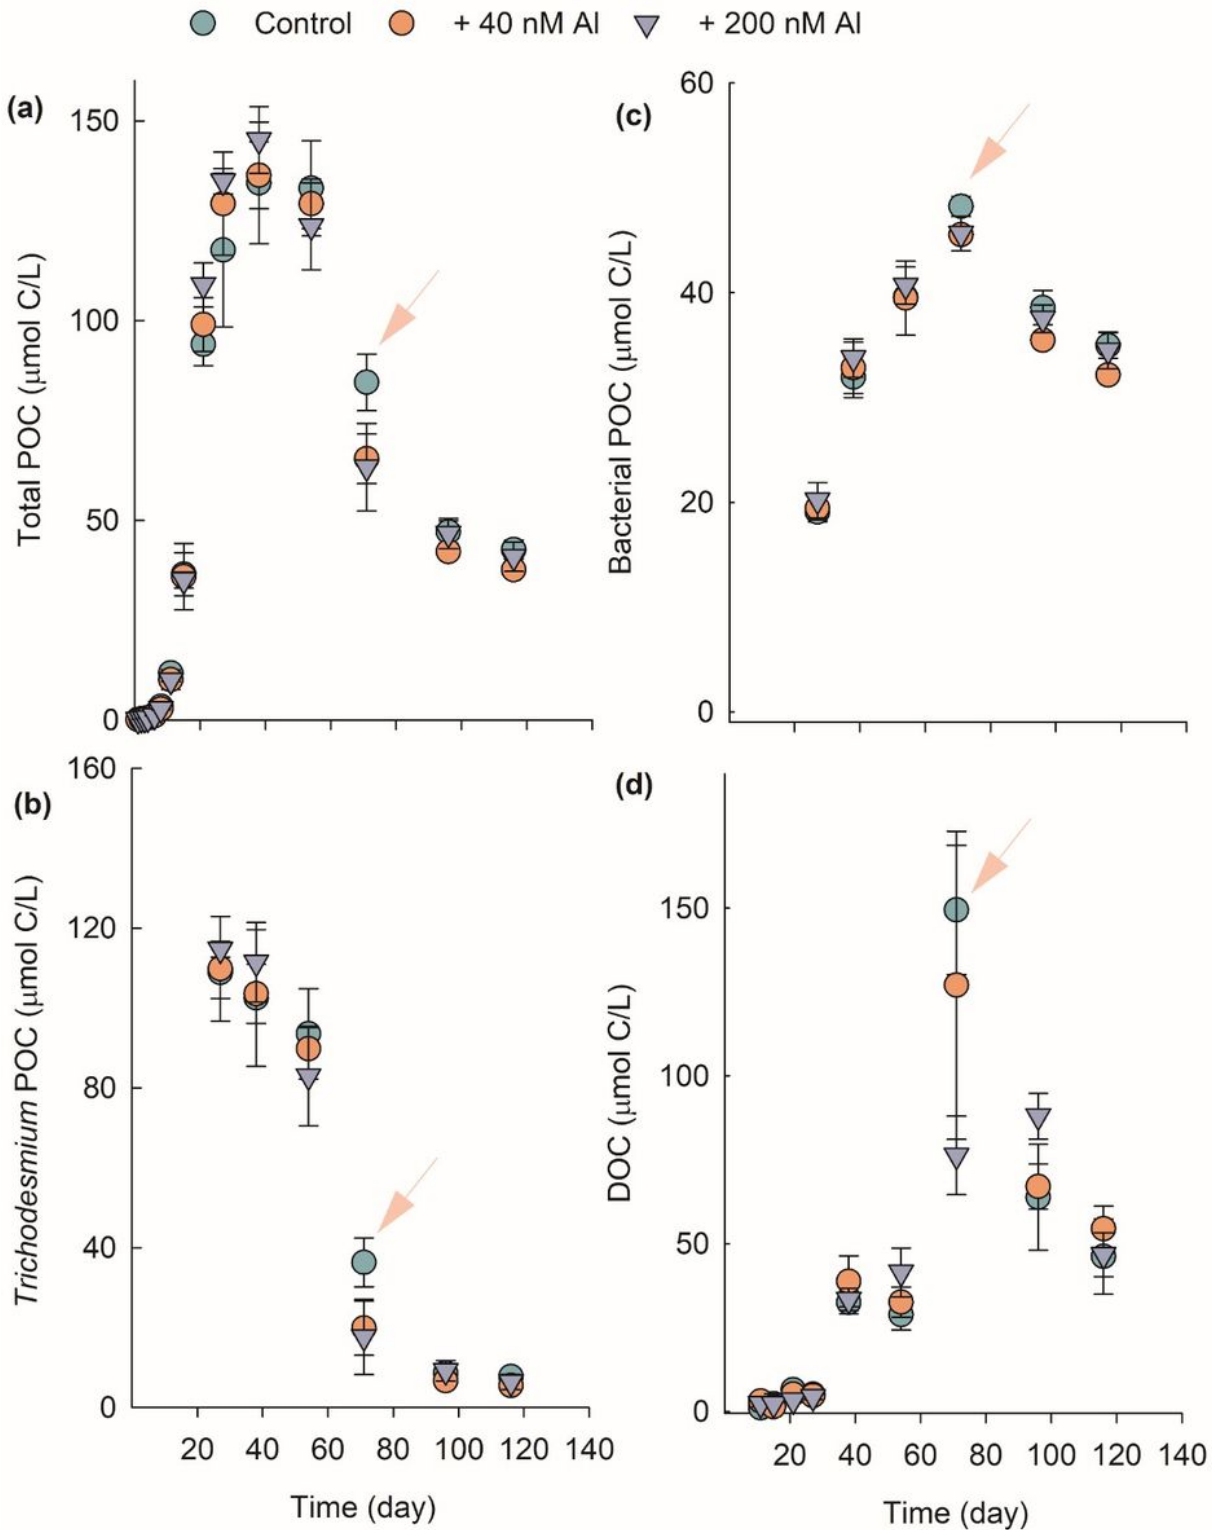 Control + 40 nM Al + 200 nM Al
(a)
150
100
50
0
Total POC (µmol C/L)
(c)
60
40
20
0
Bacterial POC (µmol C/L)
(b)
160
120
80
40
0
Trichodesmium POC (µmol C/L)
20 40 60 80 100 120 140
Time (day)
(d)
150
100
50
0
DOC (µmol C/L)
20 40 60 80 100 120 140
Time (day)